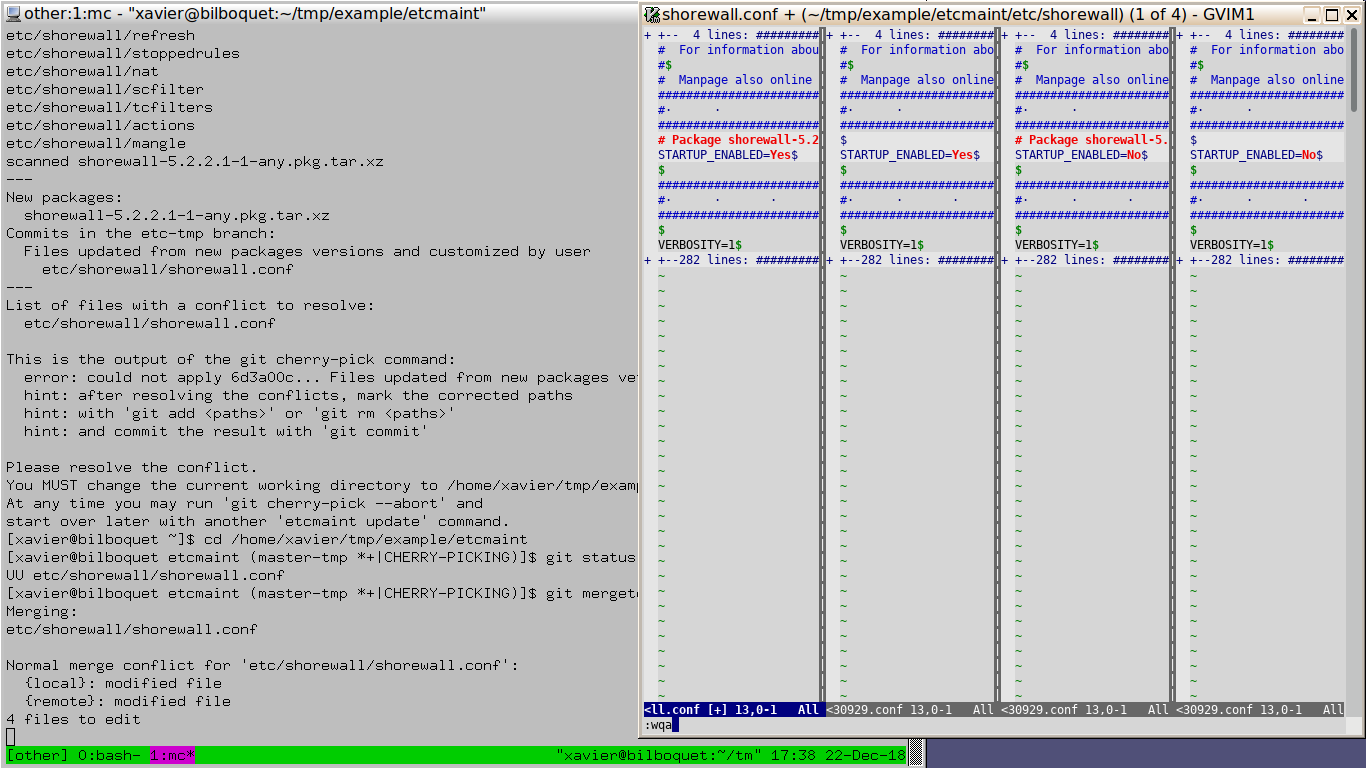 other:1:mc - "xavier@bilboquet:~/tmp/example/etcmaint"
etc/shorewall/refresh
etc/shorewall/stoppedrules
etc/shorewall/nat
etc/shorewall/scfilter
etc/shorewall/tcfilters
etc/shorewall/actions
etc/shorewall/mangle
scanned shorewall-5.2.2.1-1-any.pkg.tar.xz
---
New packages:
shorewall-5.2.2.1-1-any.pkg.tar.xz
Commits in the etc-tmp branch:
Files updated from new packages versions and customized by user
etc/shorewall/shorewall.conf
---
List of files with a conflict to resolve:
etc/shorewall/shorewall.conf
This is the output of the git cherry-pick command:
error: could not apply 6d3a00c... Files updated from new packages ve
hint: after resolving the conflicts, mark the corrected paths
hint: with 'git add <paths>' or 'git rm <paths>'
hint: and commit the result with 'git commit'
Please resolve the conflict.
You MUST change the current working directory to /home/xavier/tmp/exam
At any time you may run 'git cherry-pick --abort' and
start over later with another 'etcmaint update' command.
[xavier@bilboquet ~]$ cd /home/xavier/tmp/example/etcmaint
[xavier@bilboquet etcmaint (master-tmp *+|CHERRY-PICKING)]$ git status
UU etc/shorewall/shorewall.conf
[xavier@bilboquet etcmaint (master-tmp *+|CHERRY-PICKING)]$ git merget
Merging:
etc/shorewall/shorewall.conf
Normal merge conflict for 'etc/shorewall/shorewall.conf':
{local}: modified file
{remote}: modified file
4 files to edit
[other] 0:bash- 1:mc* "xavier@bilboquet:~/tm" 17:38 22-Dec-18
shorewall.conf + (~/tmp/example/etcmaint/etc/shorewall) (1 of 4) - GVIM1
+ +--  4 lines: ######### + +--  4 lines: ######## + +--  4 lines: ######## + +--  4 lines: ########
#  For information abou #  For information abo #  For information abo #  For information abo
#$ #$ #$ #$
#  Manpage also online #  Manpage also online #  Manpage also online #  Manpage also online
####################### ###################### ###################### ######################
#· · #· · #· · #· ·
####################### ###################### ###################### ######################
# Package shorewall-5.2 $ # Package shorewall-5. $
STARTUP_ENABLED=Yes$ STARTUP_ENABLED=Yes$ STARTUP_ENABLED=No$ STARTUP_ENABLED=No$
$ $ $ $
####################### ###################### ###################### ######################
#· · · #· · · #· · · #· · ·
####################### ###################### ###################### ######################
$ $ $ $
VERBOSITY=1$ VERBOSITY=1$ VERBOSITY=1$ VERBOSITY=1$
+ +--282 lines: ######### + +--282 lines: ######## + +--282 lines: ######## + +--282 lines: ########
<ll.conf [+] 13,0-1 All <30929.conf 13,0-1 All <30929.conf 13,0-1 All <30929.conf 13,0-1 All
:wqa